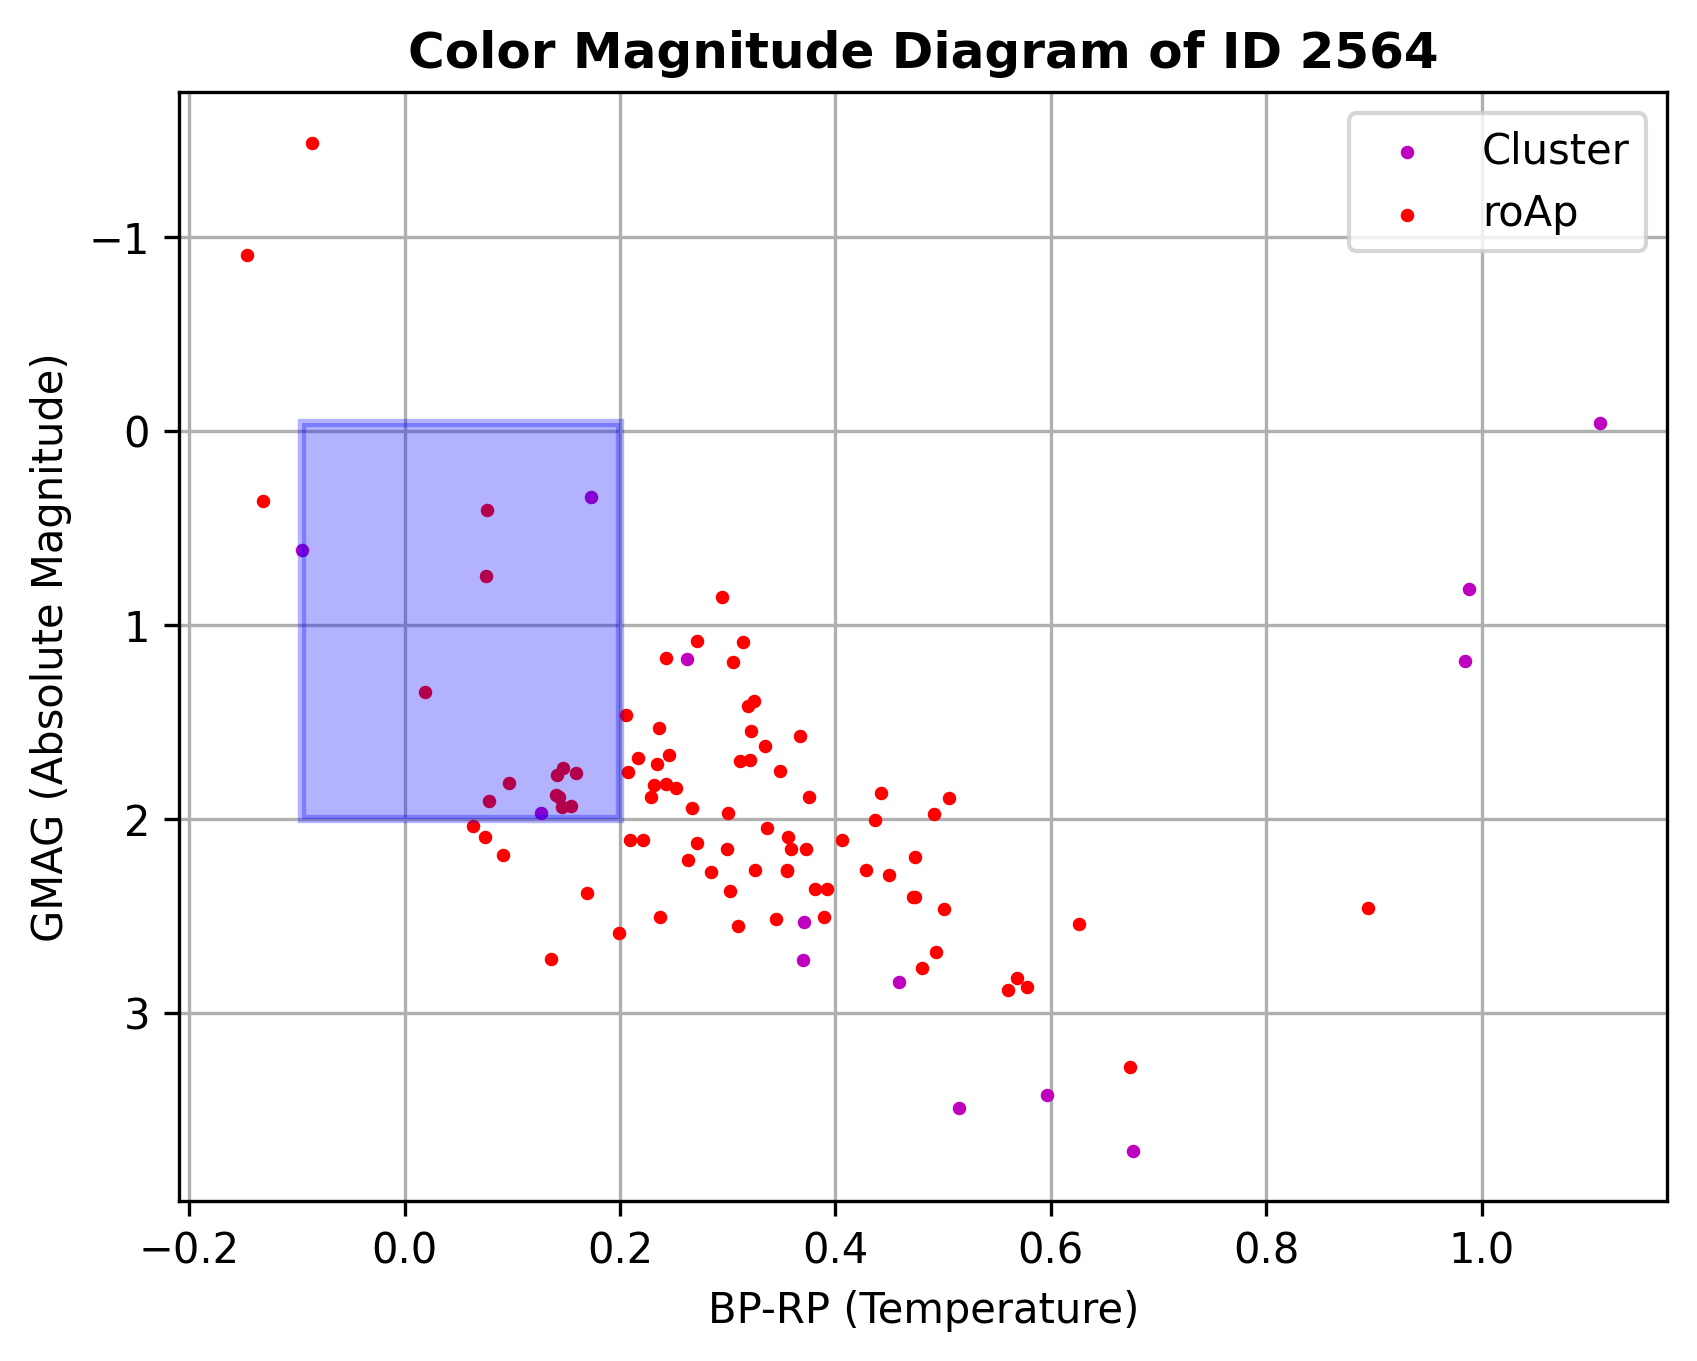 Color Magnitude Diagram of ID 2564
Cluster
roAp
GMAG (Absolute Magnitude)
−1
0
1
2
3
−0.2 0.0 0.2 0.4 0.6 0.8 1.0
BP-RP (Temperature)